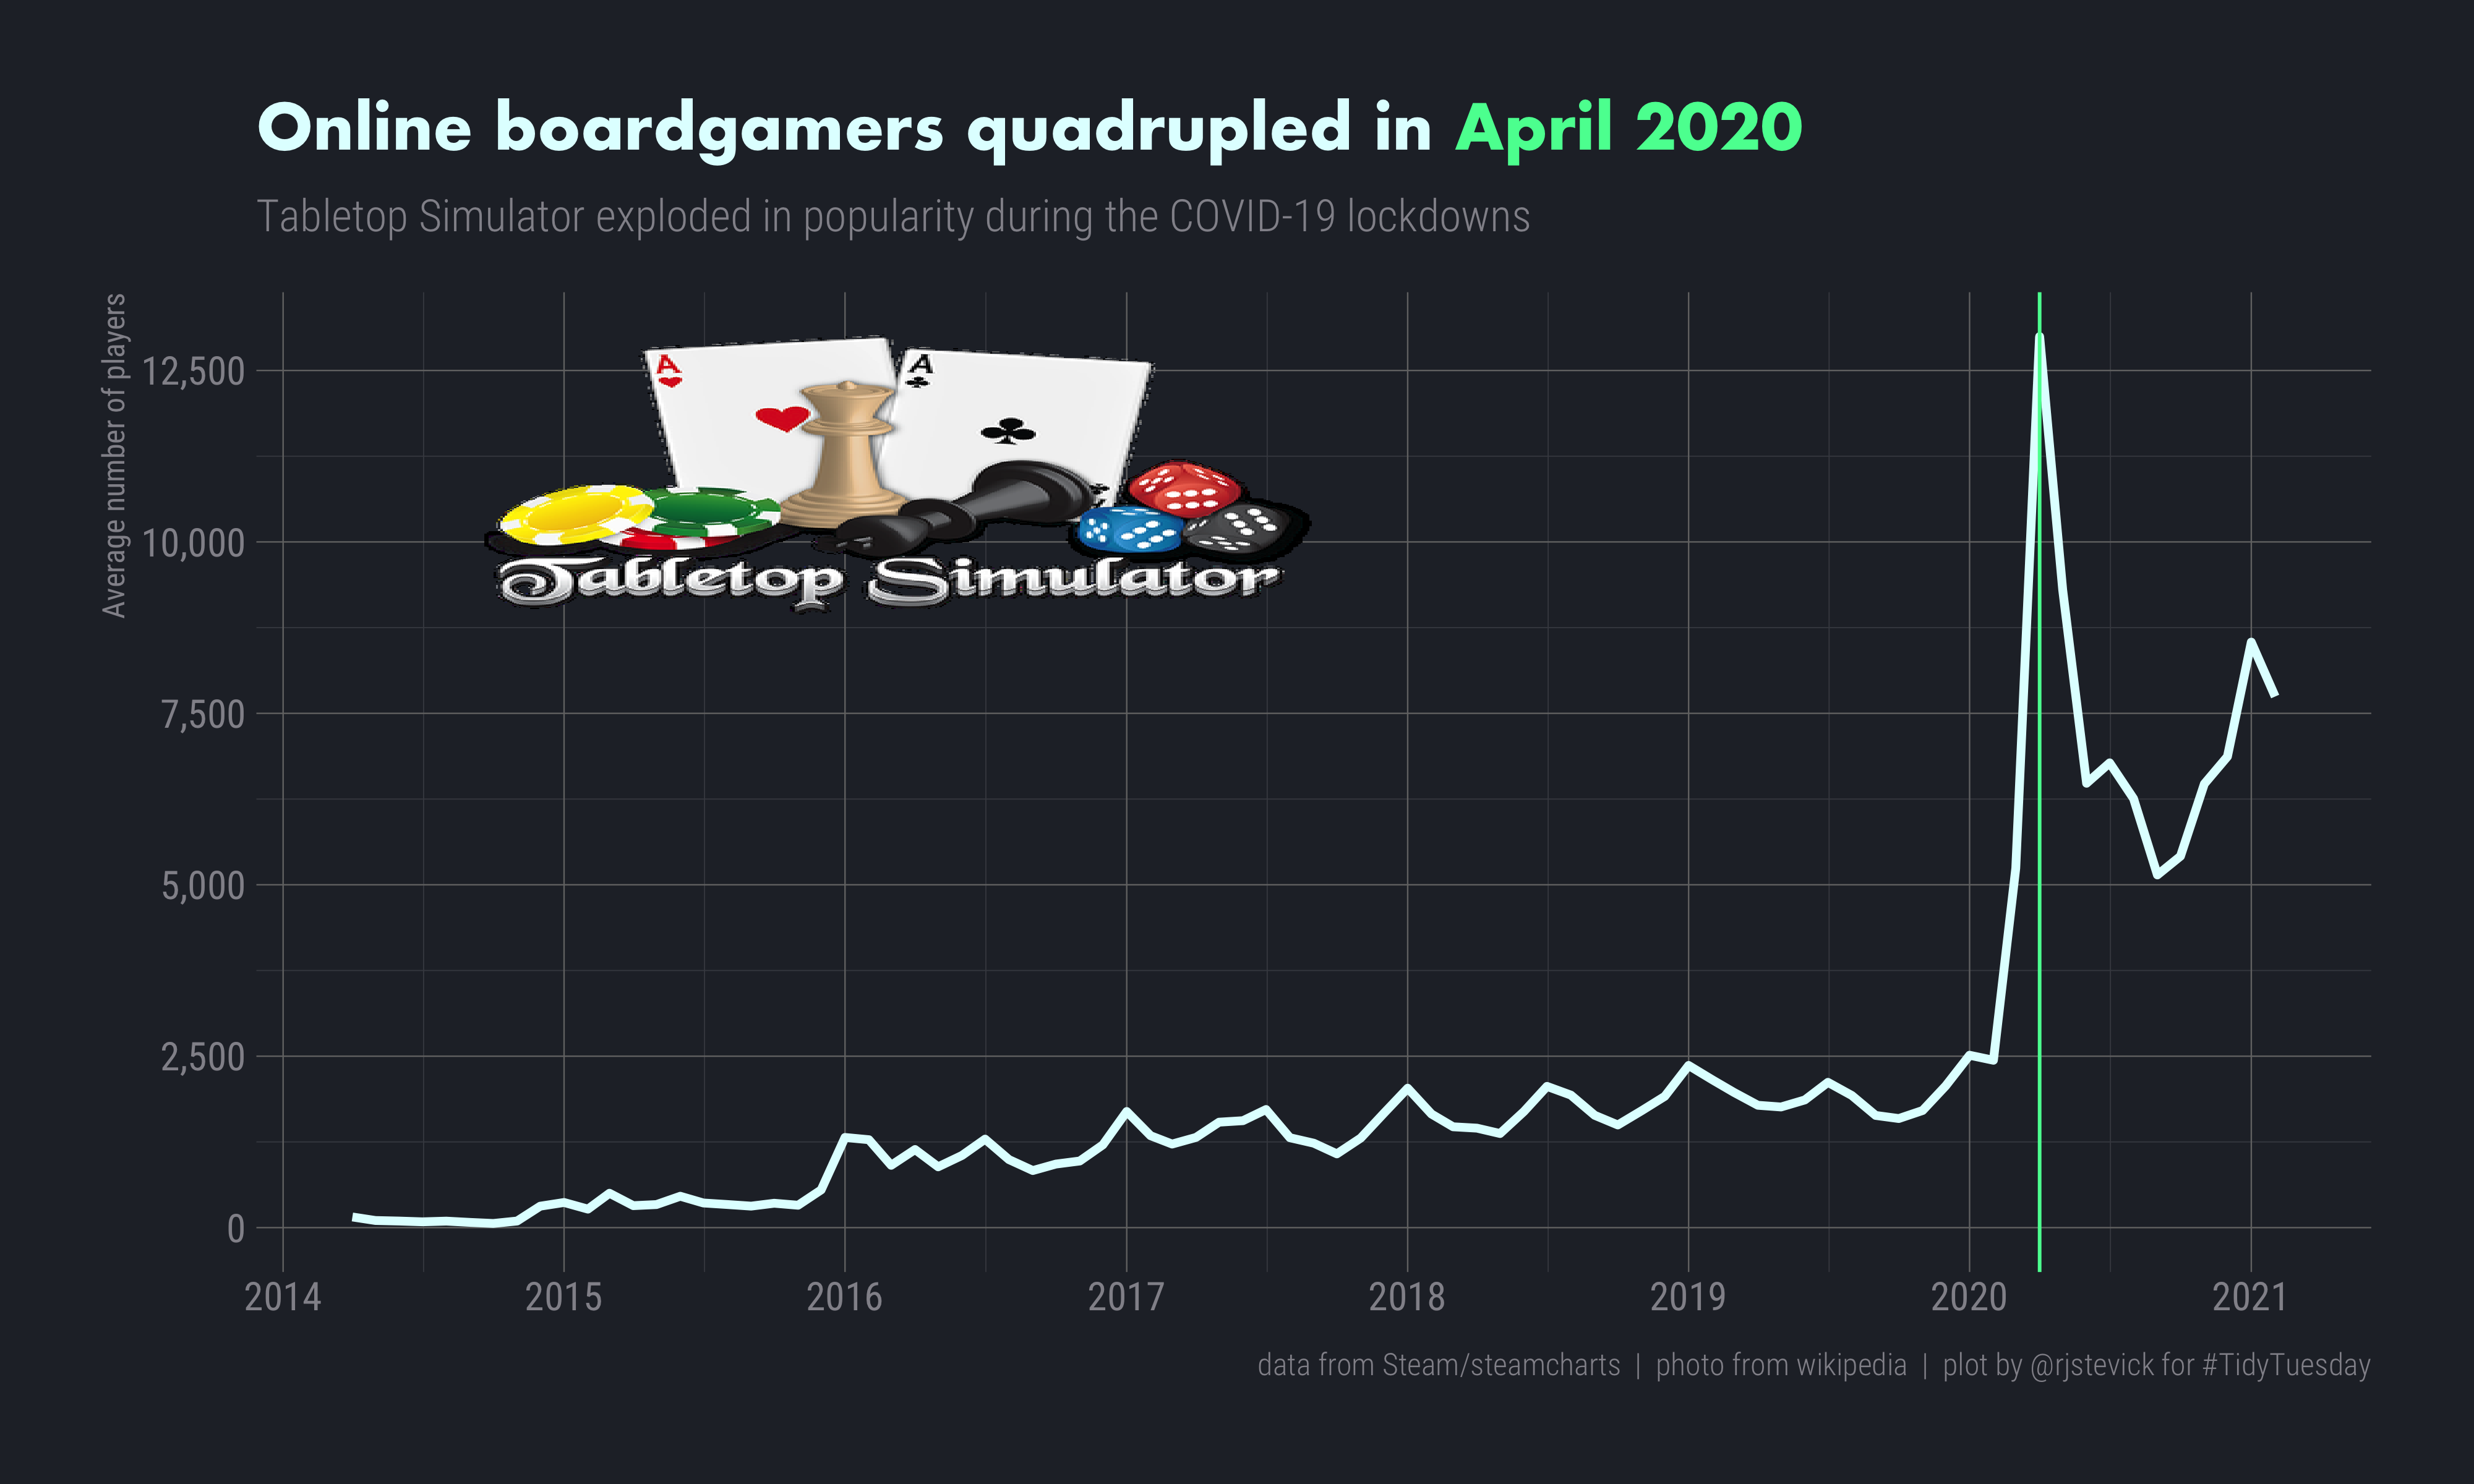 Online boardgamers quadrupled in April 2020
Tabletop Simulator exploded in popularity during the COVID-19 lockdowns
Average number of players
12,500
10,000
7,500
5,000
2,500
0
A
A
Tabletop Simulator
2014
2015
2016
2017
2018
2019
2020
2021
data from Steam/steamcharts | photo from wikipedia | plot by @rjstevick for #TidyTuesday